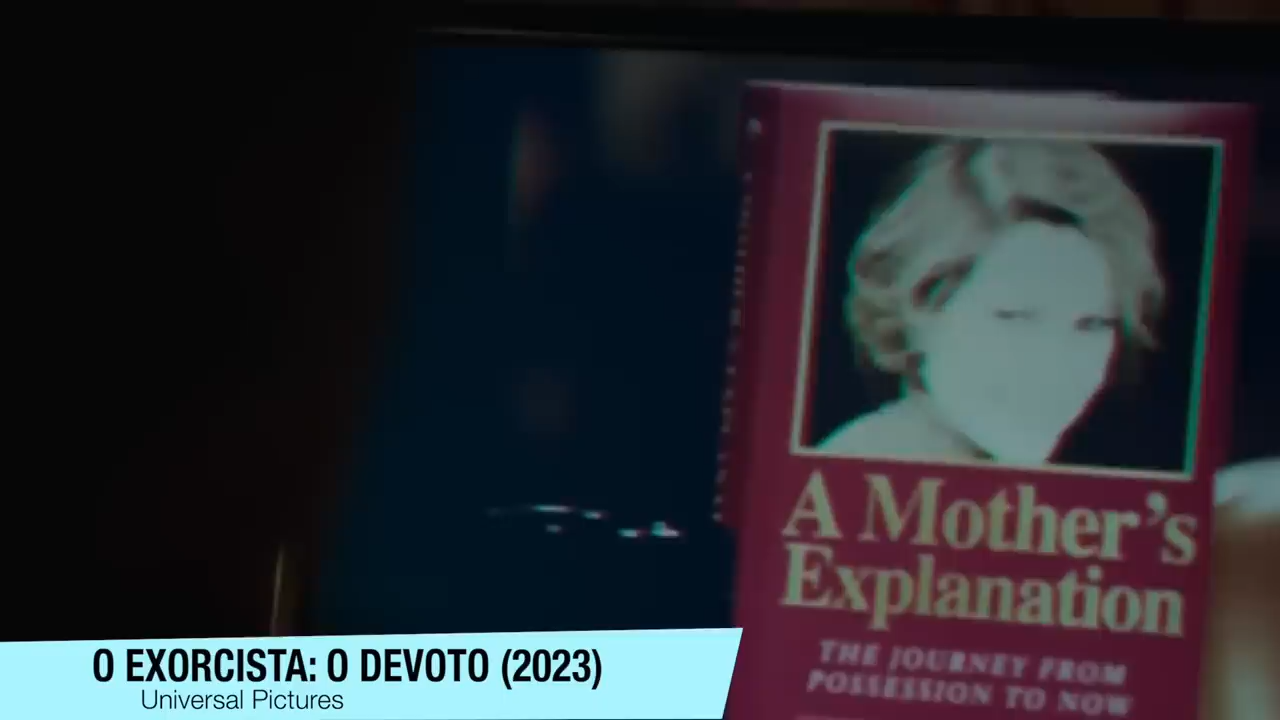 A Mother's
Explanation
THE JOURNEY FROM
POSSESSION TO NOW
O EXORCISTA: O DEVOTO (2023)
Universal Pictures